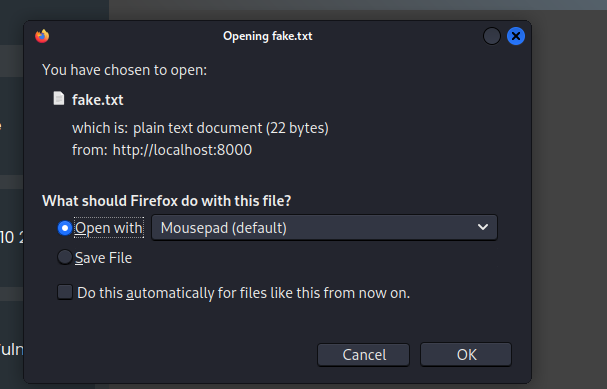 Opening fake.txt
You have chosen to open:
fake.txt
which is: plain text document (22 bytes)
from: http://localhost:8000
What should Firefox do with this file?
Open with
Mousepad (default)
Save File
Do this automatically for files like this from now on.
Cancel
OK